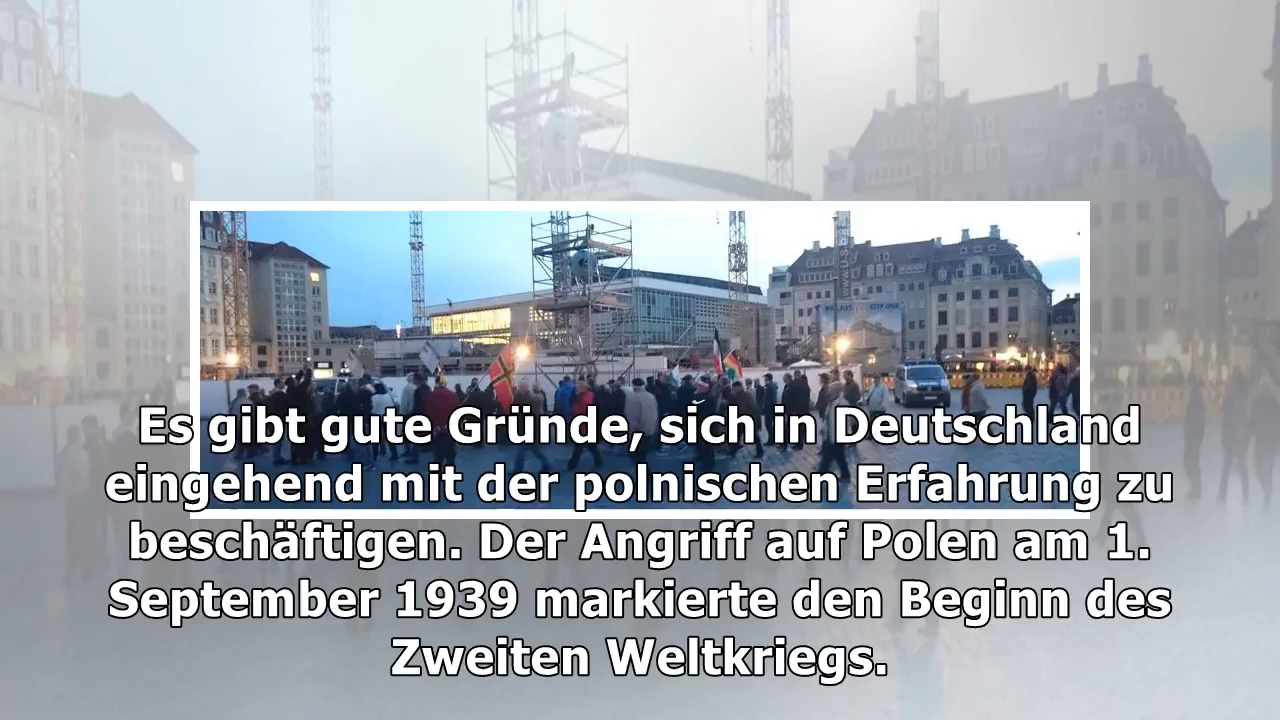 Es gibt gute Gründe, sich in Deutschland
eingehend mit der polnischen Erfahrung zu
beschäftigen. Der Angriff auf Polen am 1.
September 1939 markierte den Beginn des
Zweiten Weltkriegs.